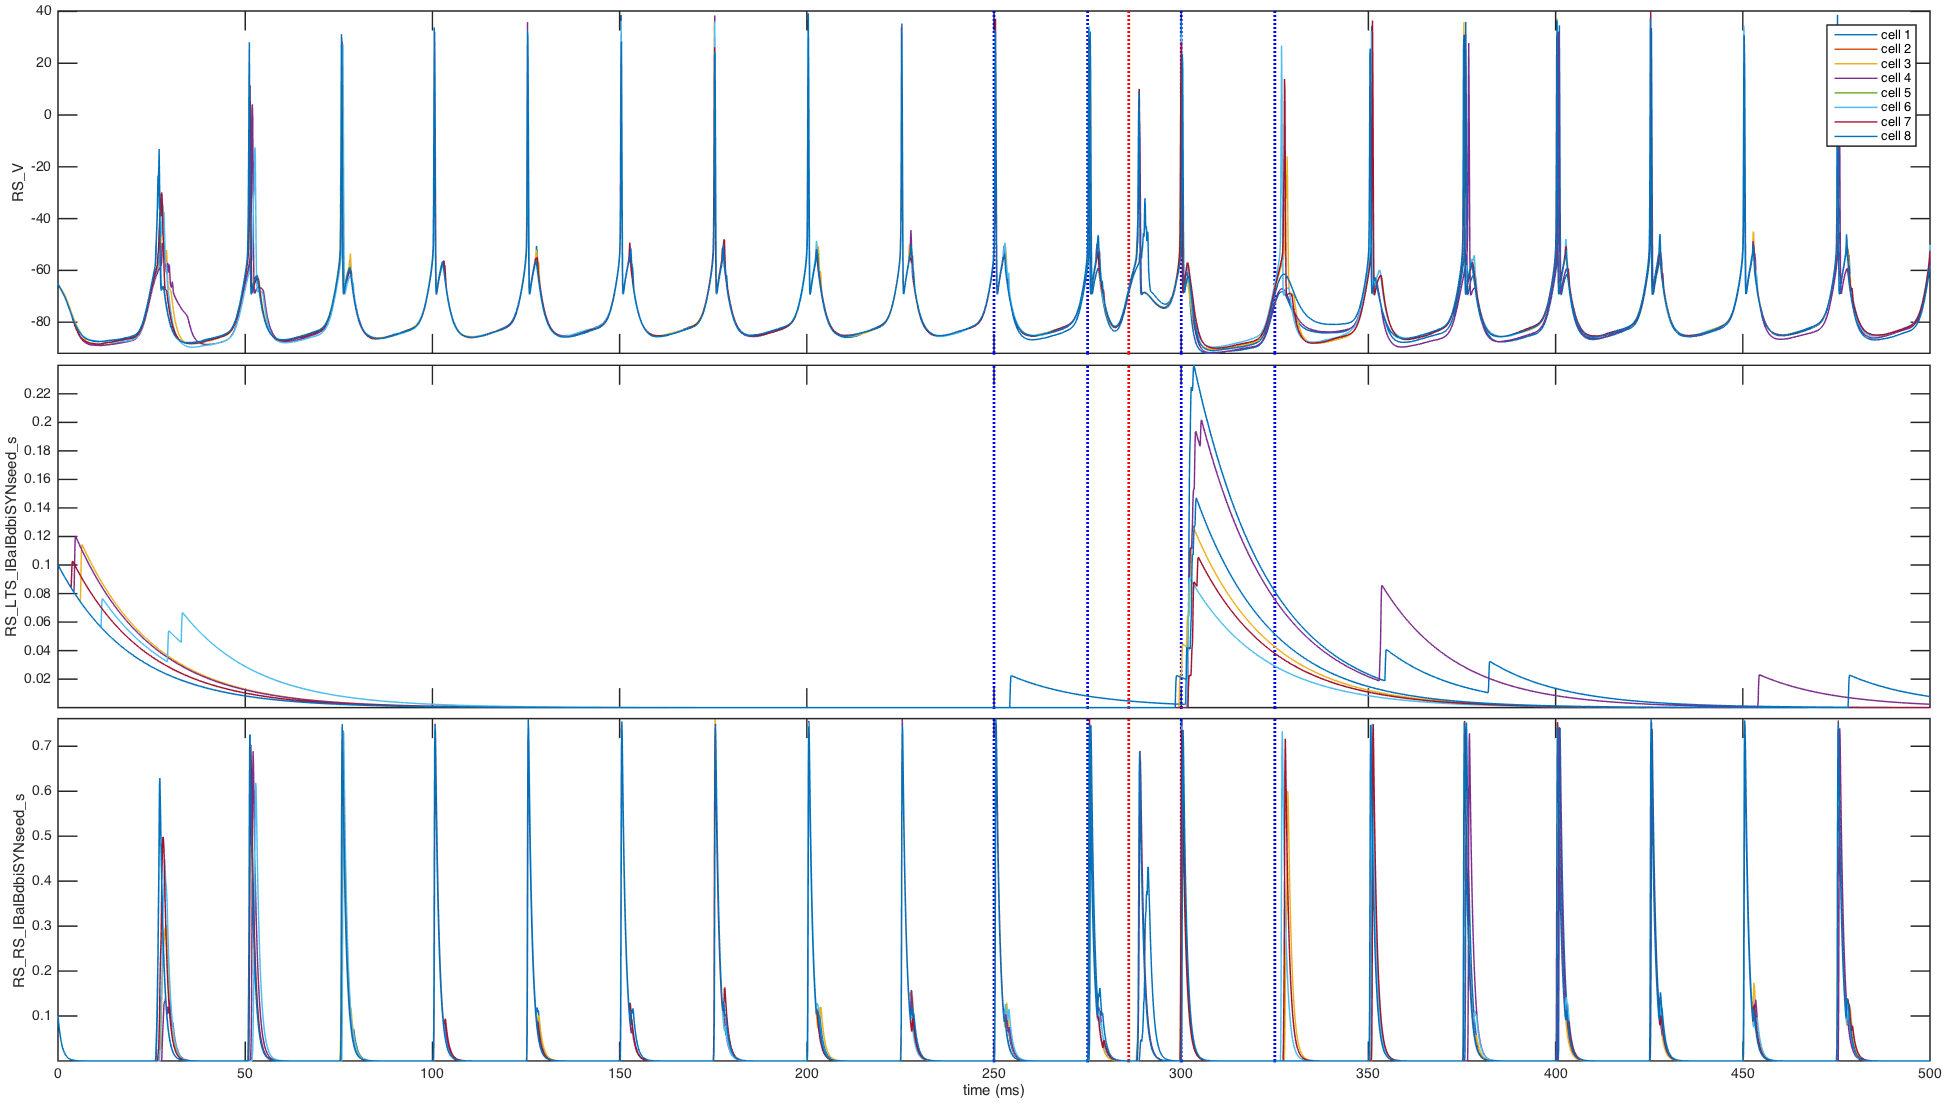 40
20
0
-20
-40
-60
-80
RS_V
cell 1
cell 2
cell 3
cell 4
cell 5
cell 6
cell 7
cell 8
0.22
0.2
0.18
0.16
0.14
0.12
0.1
0.08
0.06
0.04
0.02
RS_LTS_IBaIBdbiSYNseed_s
0.7
0.6
0.5
0.4
0.3
0.2
0.1
RS_RS_IBaIBdbiSYNseed_s
0 50 100 150 200 250 300 350 400 450 500
time (ms)